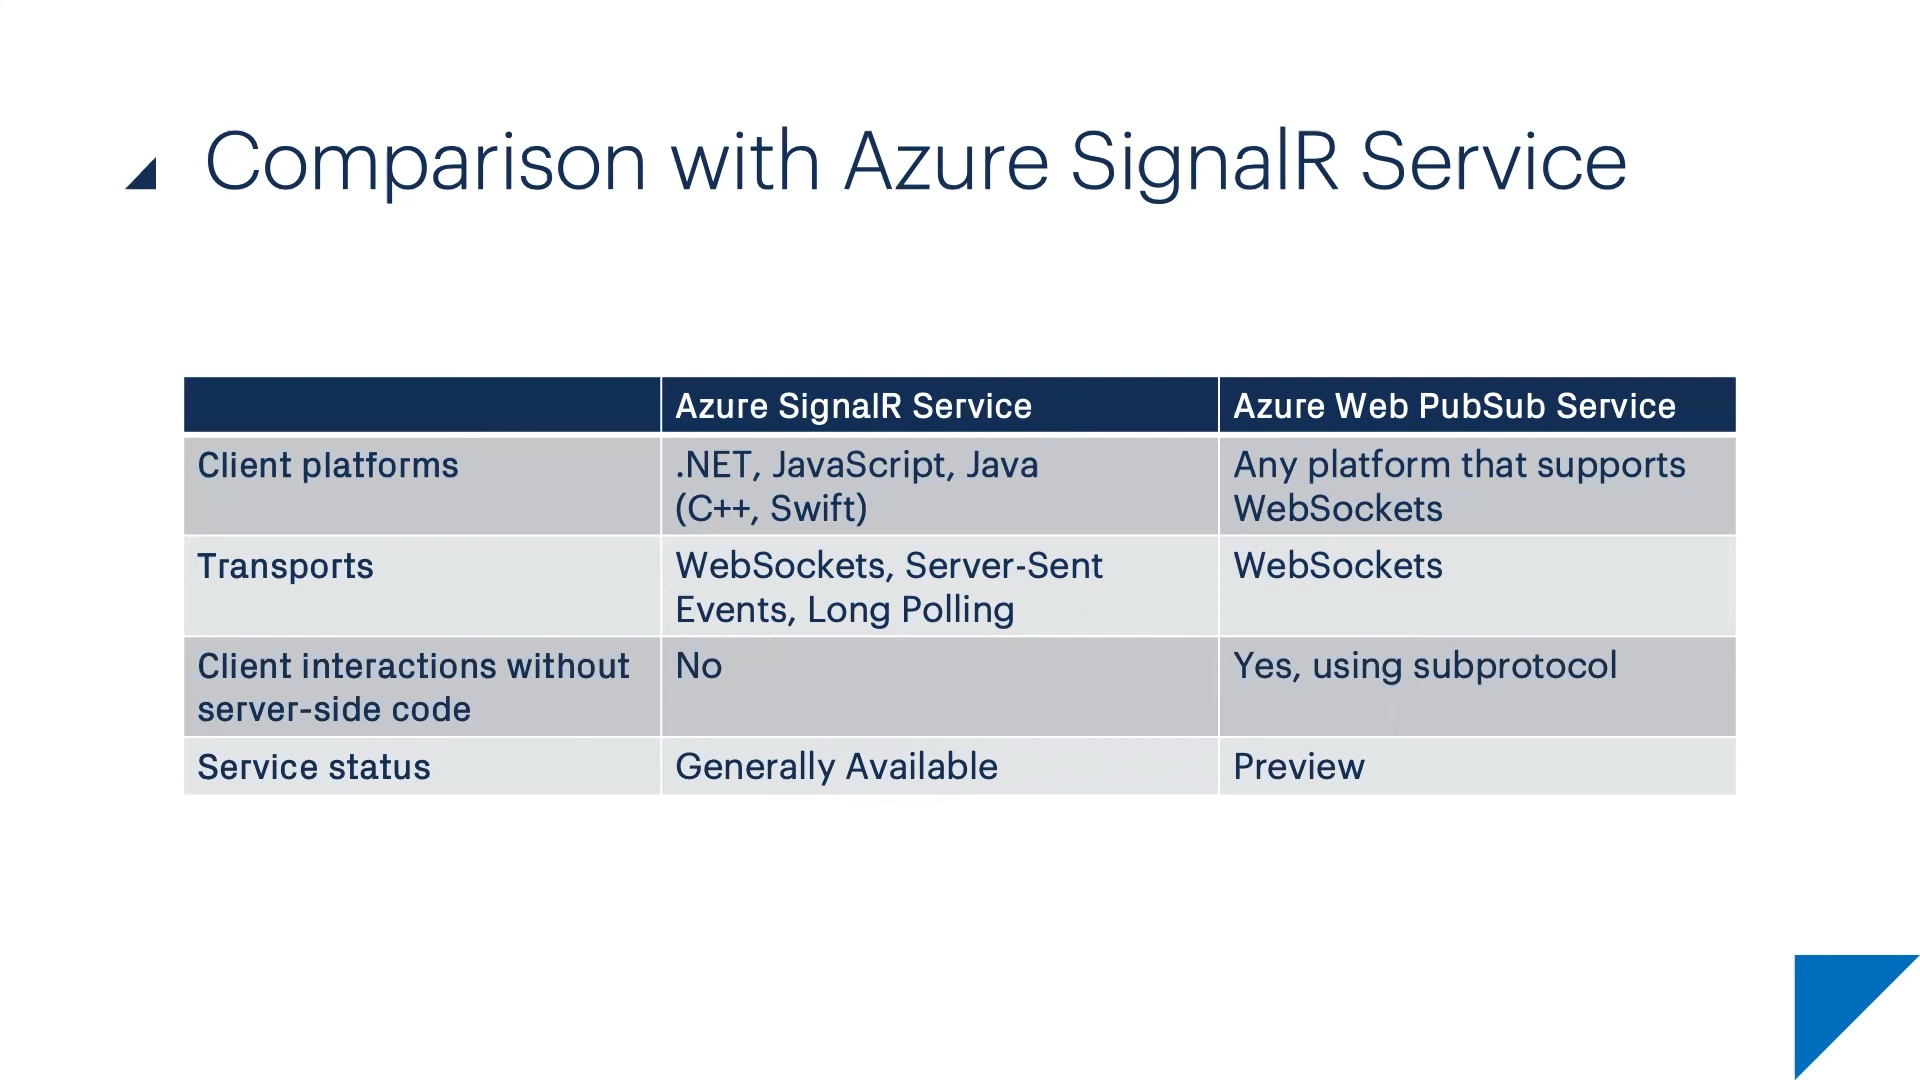 Comparison with Azure SignalR Service
Azure SignalR Service
Azure Web PubSub Service
Client platforms
.NET, JavaScript, Java
(C++, Swift)
Any platform that supports
WebSockets
Transports
WebSockets, Server-Sent
Events, Long Polling
WebSockets
Client interactions without
server-side code
No
Yes, using subprotocol
Service status
Generally Available
Preview